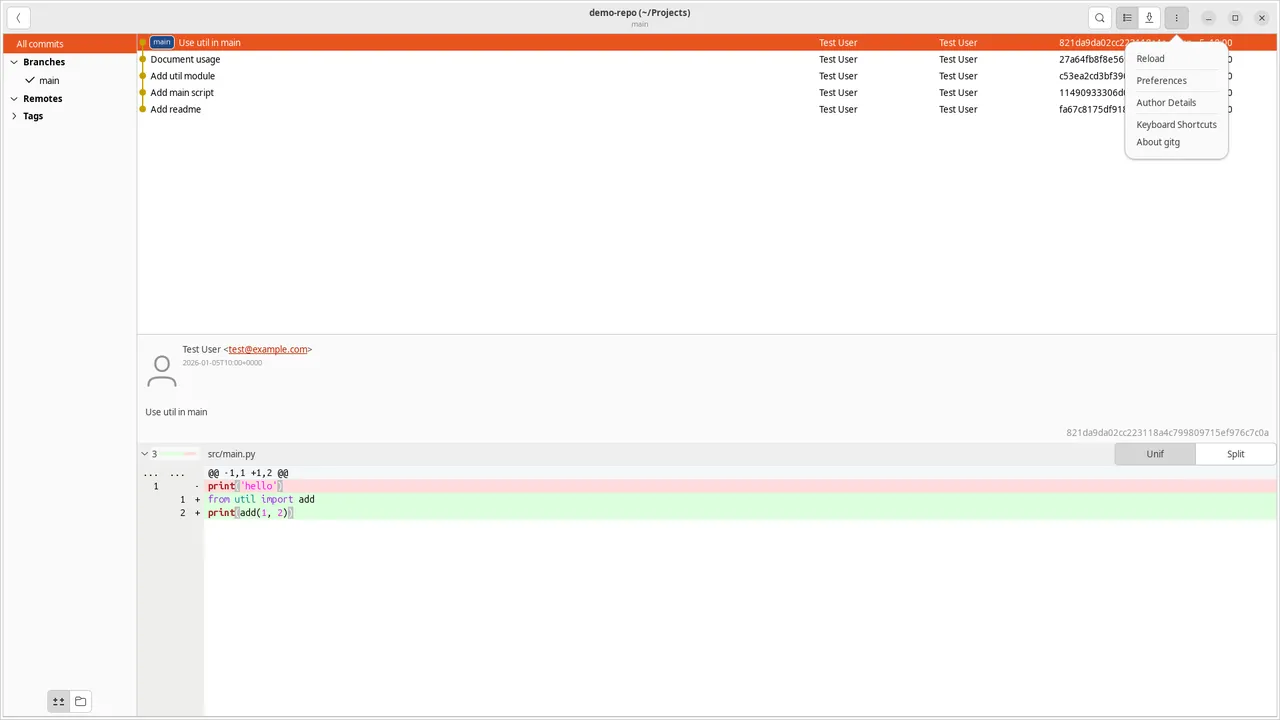 demo-repo (~/Projects)
main
All commits
Branches
main
Remotes
Tags
main Use util in main Test User Test User
Document usage Test User Test User
Add util module Test User Test User
Add main script Test User Test User
Add readme Test User Test User
Reload
Preferences
Author Details
Keyboard Shortcuts
About gitg
Test User <test@example.com>
2026-01-05T10:00+0000
Use util in main
821da9da02cc223118a4c799809715ef976c7c0a
3 src/main.py Unif Split
... ... @@ -1,1 +1,2 @@
1 - print('hello')
1 + from util import add
2 + print(add(1, 2))